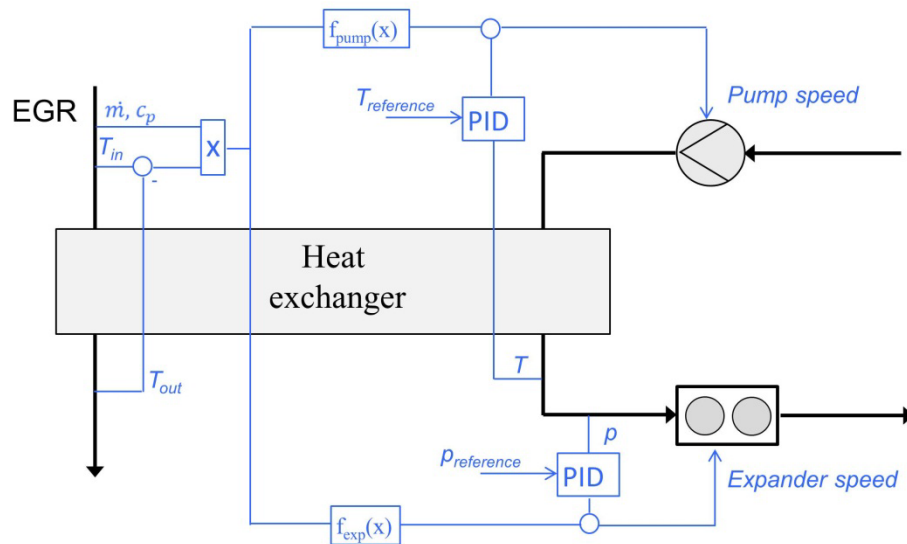 f_pump(x)
EGR
ṁ, c_p
T_reference
PID
Pump speed
T_in
X
-
Heat
exchanger
T
T_out
p
p_reference
PID
Expander speed
f_exp(x)